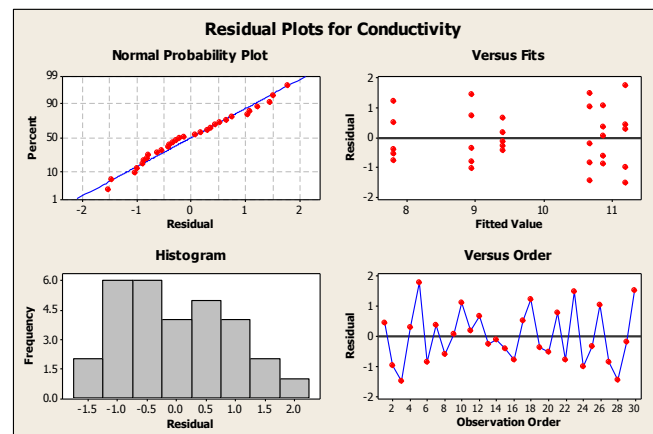 Residual Plots for Conductivity
Normal Probability Plot
99
90
50
10
1
Percent
-2 -1 0 1 2
Residual
Versus Fits
2
1
0
-1
-2
Residual
8 9 10 11
Fitted Value
Histogram
6.0
4.5
3.0
1.5
0.0
Frequency
-1.5 -1.0 -0.5 0.0 0.5 1.0 1.5 2.0
Residual
Versus Order
2
1
0
-1
-2
Residual
2 4 6 8 10 12 14 16 18 20 22 24 26 28 30
Observation Order